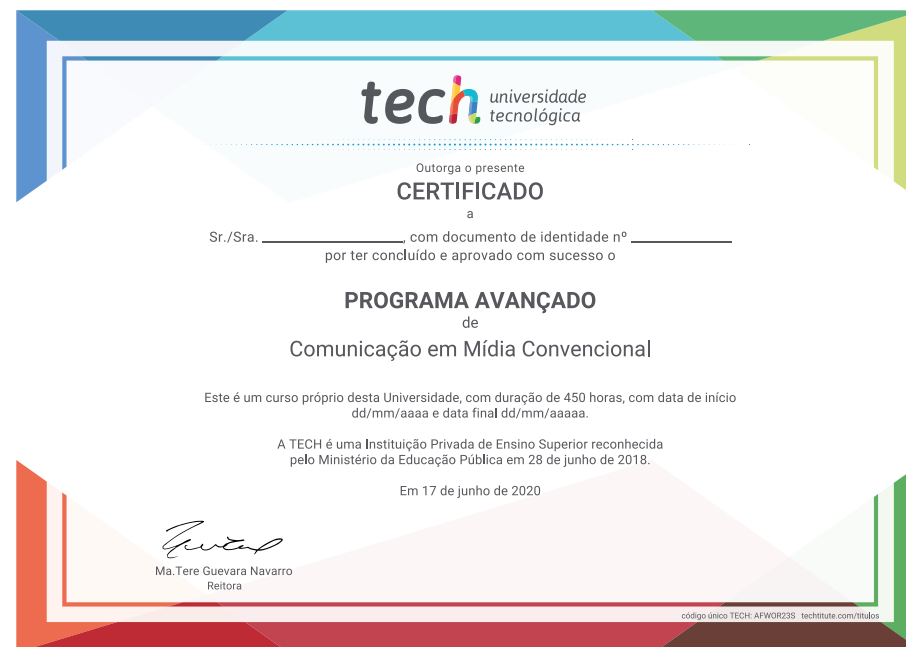 tech universidade
tecnológica
Outorga o presente
CERTIFICADO
a
Sr./Sra. ____________________, com documento de identidade nº ______________
por ter concluído e aprovado com sucesso o
PROGRAMA AVANÇADO
de
Comunicação em Mídia Convencional
Este é um curso próprio desta Universidade, com duração de 450 horas, com data de início
dd/mm/aaaa e data final dd/mm/aaaaa.
A TECH é uma Instituição Privada de Ensino Superior reconhecida
pelo Ministério da Educação Pública em 28 de junho de 2018.
Em 17 de junho de 2020
Ma.Tere Guevara Navarro
Reitora
código único TECH: AFWOR23S techtitute.com/titulos